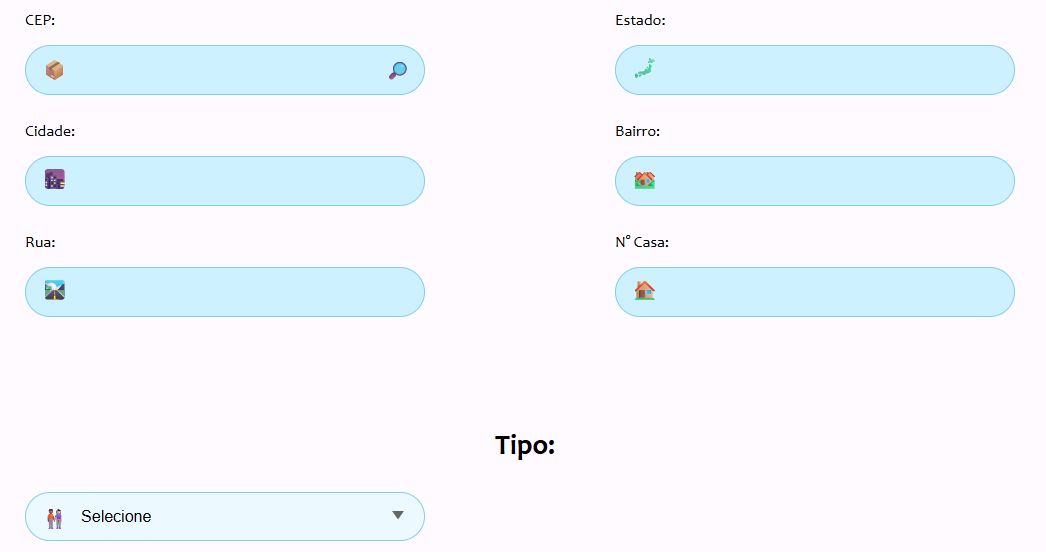 CEP:
Estado:
Cidade:
Bairro:
Rua:
N° Casa:
Tipo:
Selecione